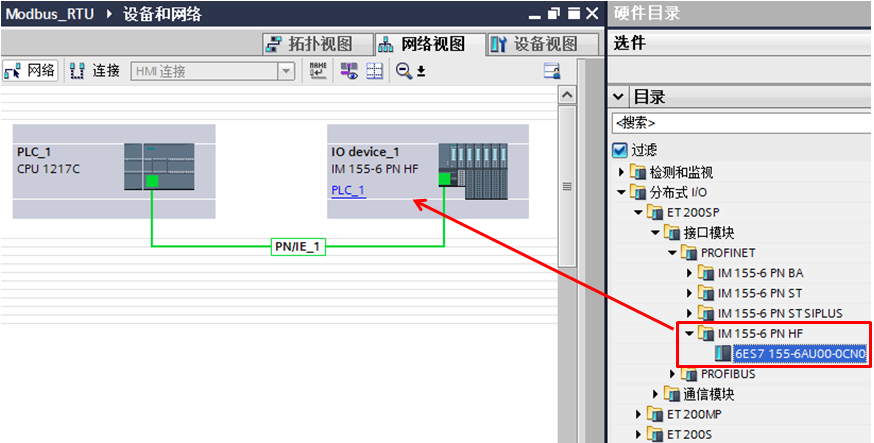 Modbus_RTU ▸ 设备和网络
拓扑视图
网络视图
设备视图
网络
连接
HMI 连接
PLC_1
CPU 1217C
IO device_1
IM 155-6 PN HF
PLC_1
PN/IE_1
硬件目录
选件
目录
<搜索>
过滤
检测和监视
分布式 I/O
ET 200SP
接口模块
PROFINET
IM 155-6 PN BA
IM 155-6 PN ST
IM 155-6 PN ST SIPLUS
IM 155-6 PN HF
6ES7 155-6AU00-0CN0
PROFIBUS
通信模块
ET 200MP
ET 200S